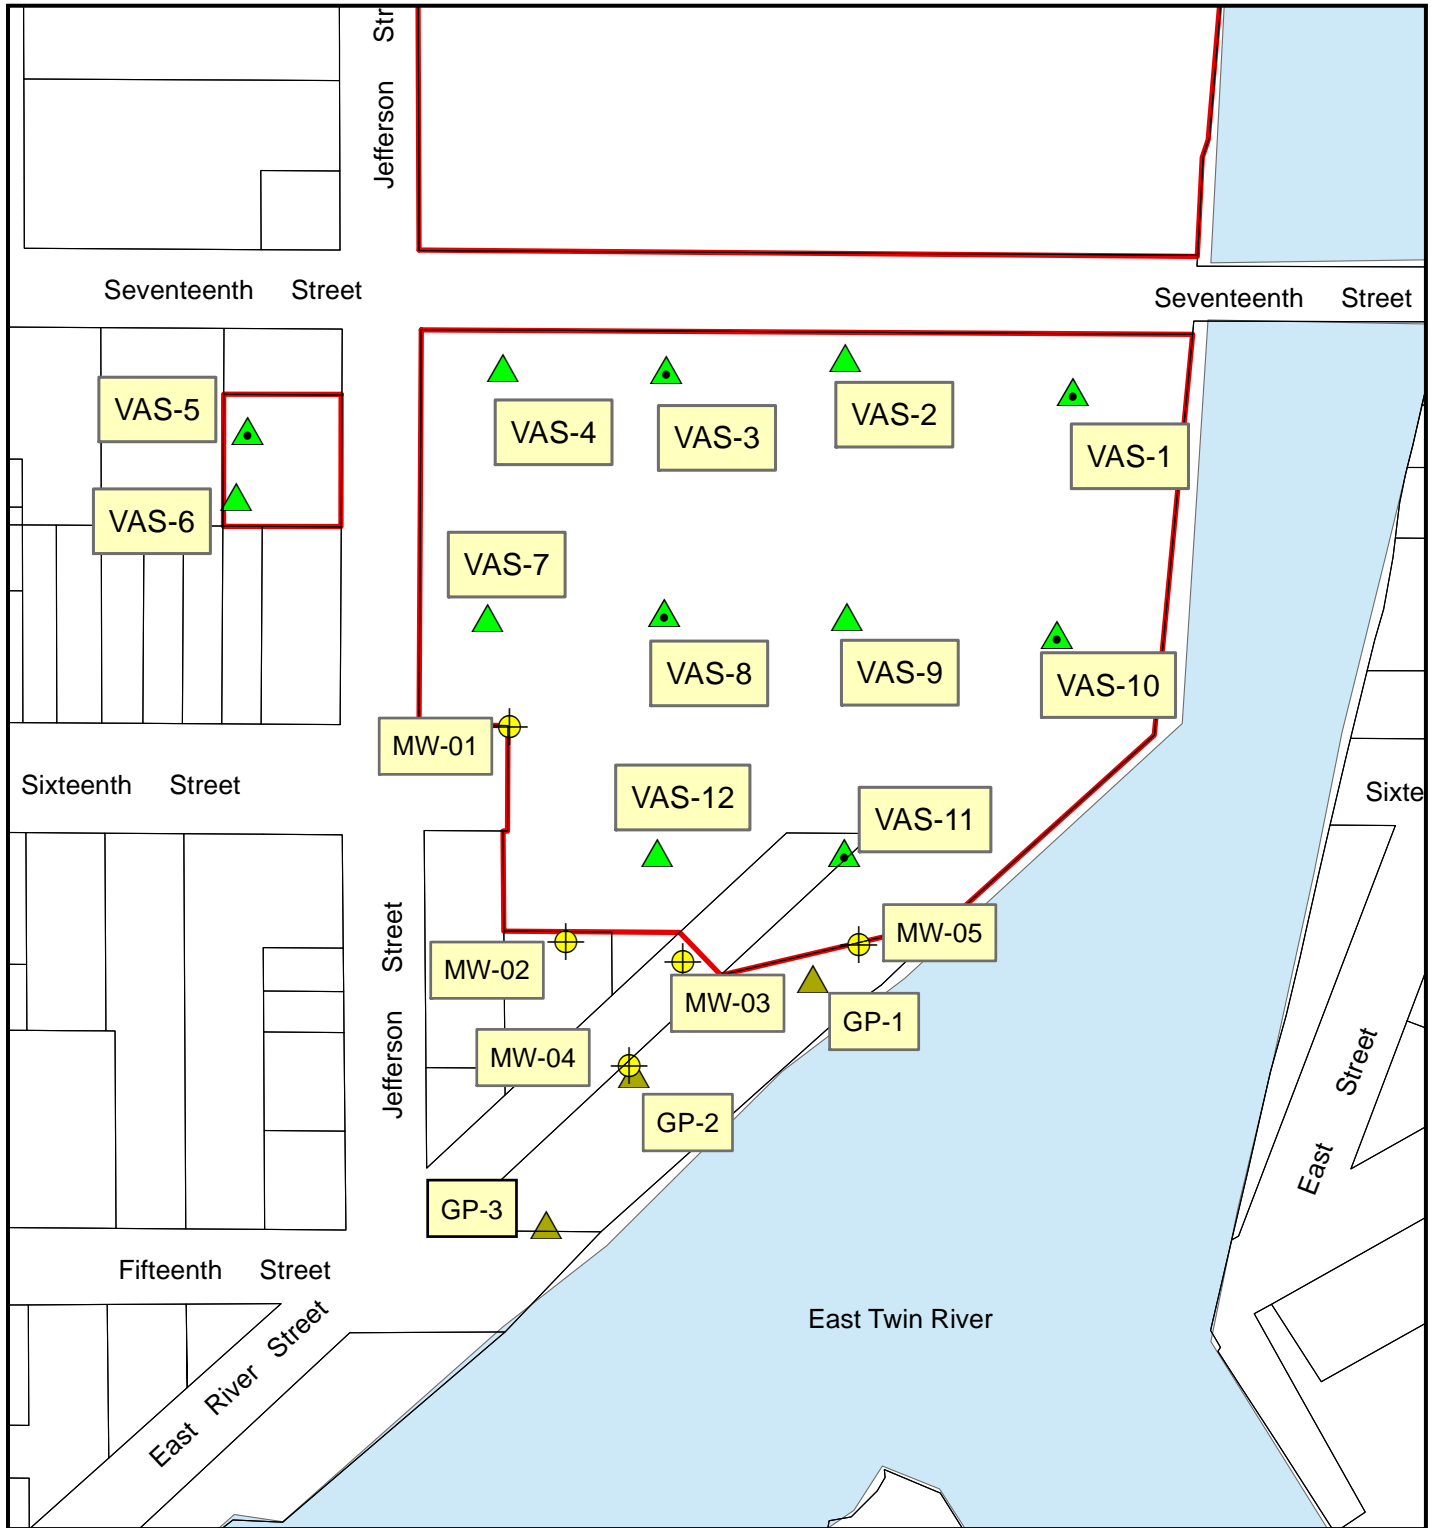 Str
Jefferson
Seventeenth Street
Seventeenth Street
VAS-5
VAS-4
VAS-3
VAS-2
VAS-1
VAS-6
VAS-7
VAS-8
VAS-9
VAS-10
MW-01
Sixteenth Street
Sixte
VAS-12
VAS-11
Jefferson Street
MW-02
MW-05
MW-03
GP-1
MW-04
GP-2
East Street
GP-3
Fifteenth Street
East River Street
East Twin River